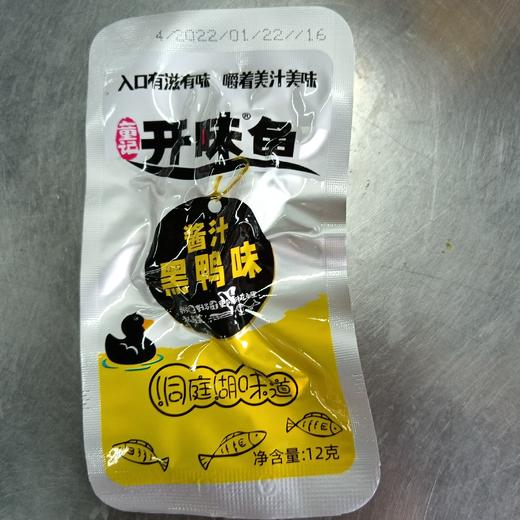 4/2022/01/22//16
入口有滋有味 嚼着美汁美味
童记 开味鱼®
酱汁
黑鸭味
洞庭湖味道
净含量:12克